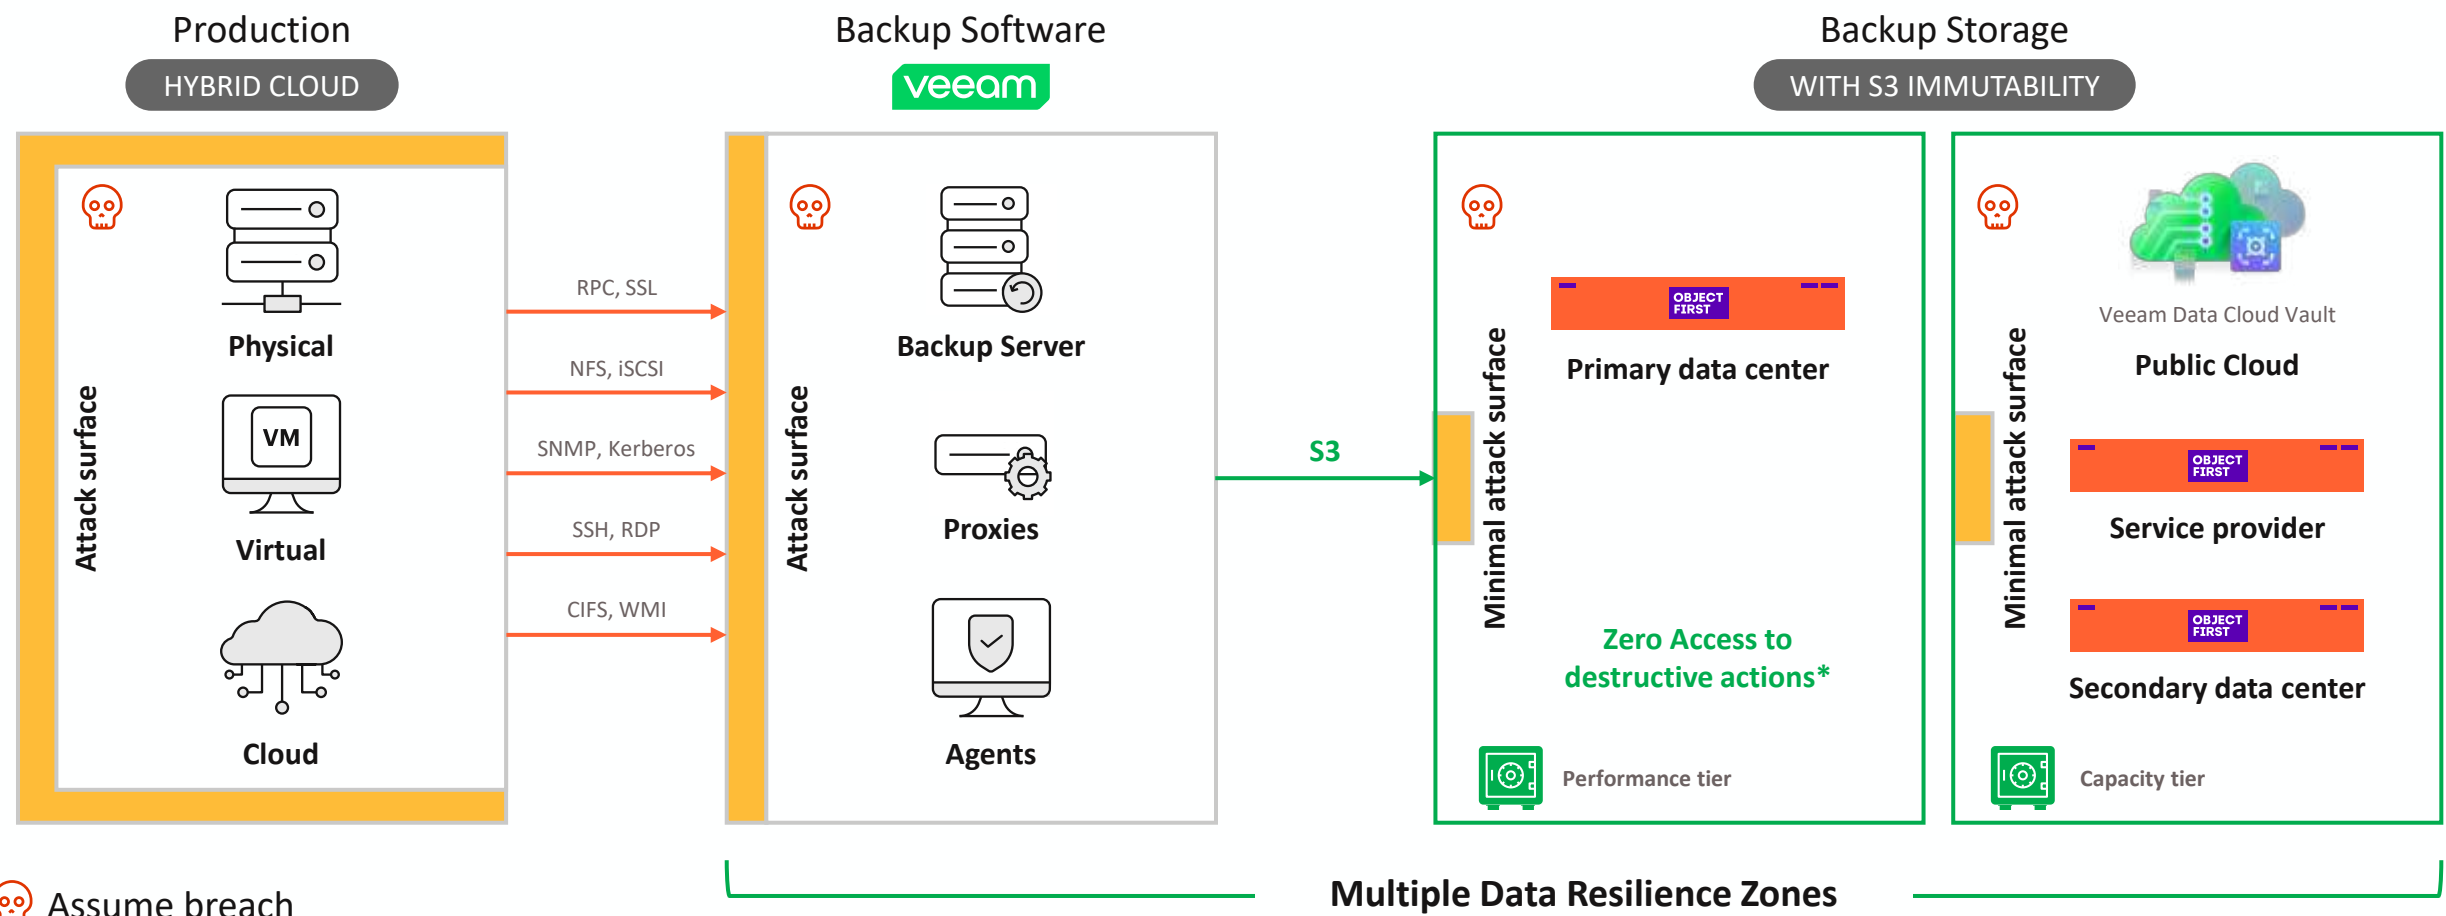 Production
HYBRID CLOUD
Attack surface
Physical
VM
Virtual
Cloud
RPC, SSL
NFS, iSCSI
SNMP, Kerberos
SSH, RDP
CIFS, WMI
Backup Software
veeam
Attack surface
Backup Server
Proxies
Agents
S3
Backup Storage
WITH S3 IMMUTABILITY
Minimal attack surface
OBJECT
FIRST
Primary data center
Zero Access to
destructive actions*
Performance tier
Minimal attack surface
Veeam Data Cloud Vault
Public Cloud
OBJECT
FIRST
Service provider
OBJECT
FIRST
Secondary data center
Capacity tier
Assume breach
Multiple Data Resilience Zones